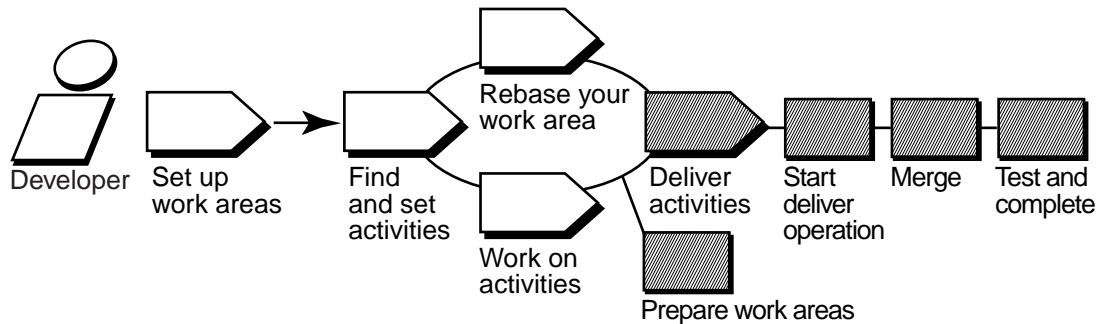 Developer
Set up
work areas
Find
and set
activities
Rebase your
work area
Work on
activities
Deliver
activities
Prepare work areas
Start
deliver
operation
Merge
Test and
complete